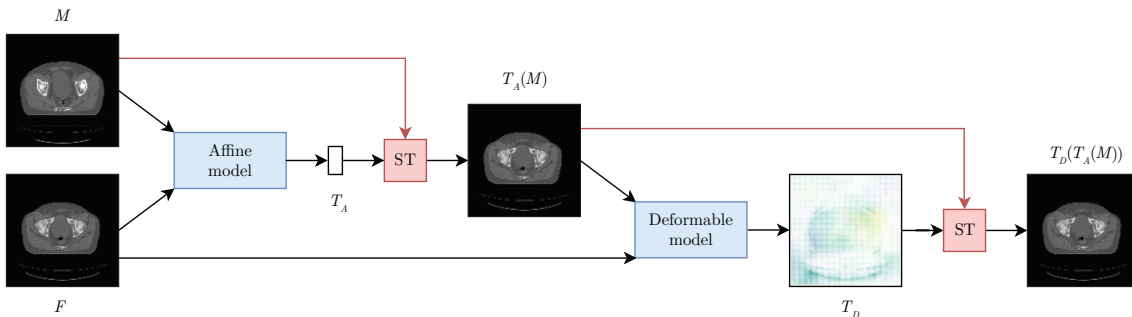 M
Affine
model
T_A
ST
T_A(M)
F
Deformable
model
T_D
ST
T_D(T_A(M))